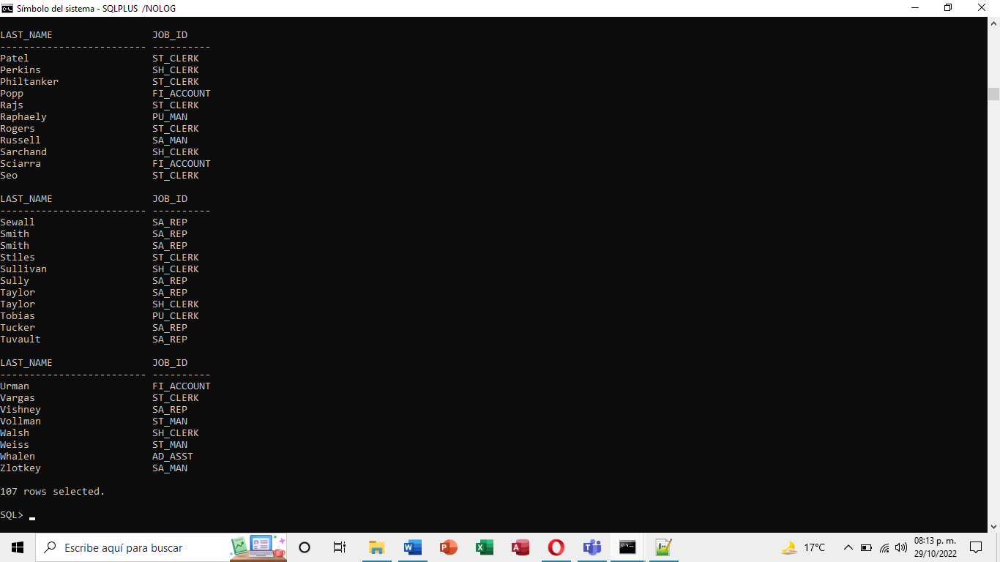 Símbolo del sistema - SQLPLUS /NOLOG
LAST_NAME                 JOB_ID
------------------------- ----------
Patel                     ST_CLERK
Perkins                   SH_CLERK
Philtanker                ST_CLERK
Popp                      FI_ACCOUNT
Rajs                      ST_CLERK
Raphaely                  PU_MAN
Rogers                    ST_CLERK
Russell                   SA_MAN
Sarchand                  SH_CLERK
Sciarra                   FI_ACCOUNT
Seo                       ST_CLERK
LAST_NAME                 JOB_ID
------------------------- ----------
Sewall                    SA_REP
Smith                     SA_REP
Smith                     SA_REP
Stiles                    ST_CLERK
Sullivan                  SH_CLERK
Sully                     SA_REP
Taylor                    SA_REP
Taylor                    SH_CLERK
Tobias                    PU_CLERK
Tucker                    SA_REP
Tuvault                   SA_REP
LAST_NAME                 JOB_ID
------------------------- ----------
Urman                     FI_ACCOUNT
Vargas                    ST_CLERK
Vishney                   SA_REP
Vollman                   ST_MAN
Walsh                     SH_CLERK
Weiss                     ST_MAN
Whalen                    AD_ASST
Zlotkey                   SA_MAN
107 rows selected.
SQL>
Escribe aquí para buscar
17°C
08:13 p. m.
29/10/2022